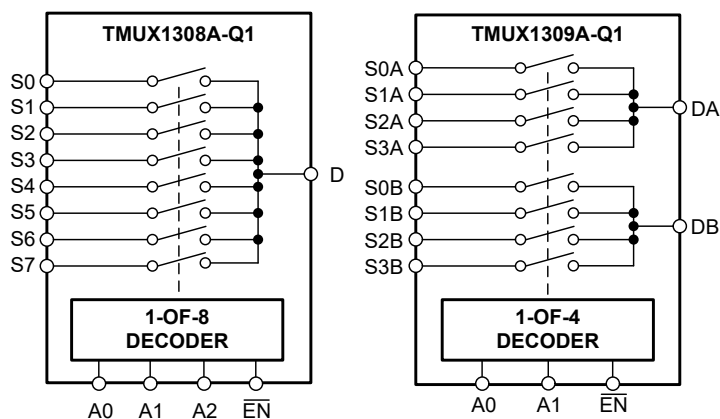 TMUX1308A-Q1
S0
S1
S2
S3
S4
S5
S6
S7
D
1-OF-8
DECODER
A0 A1 A2 EN
TMUX1309A-Q1
S0A
S1A
S2A
S3A
DA
S0B
S1B
S2B
S3B
DB
1-OF-4
DECODER
A0 A1 EN